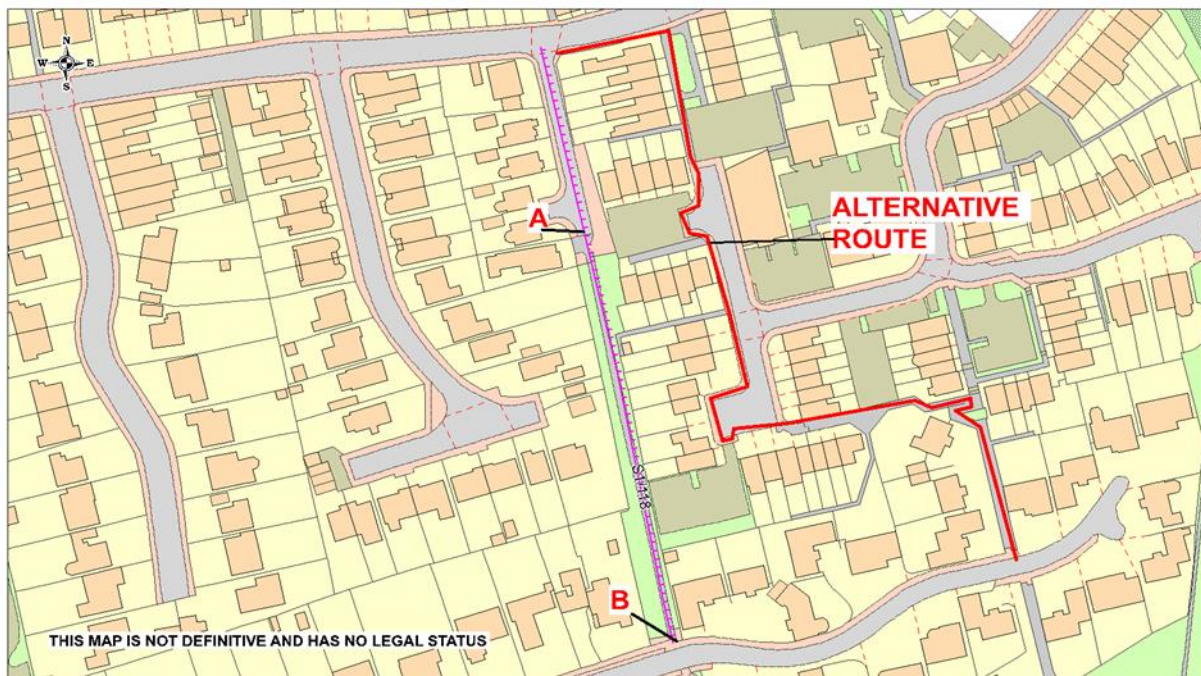 N
W E
S
A
ALTERNATIVE
ROUTE
S1/118
B
THIS MAP IS NOT DEFINITIVE AND HAS NO LEGAL STATUS